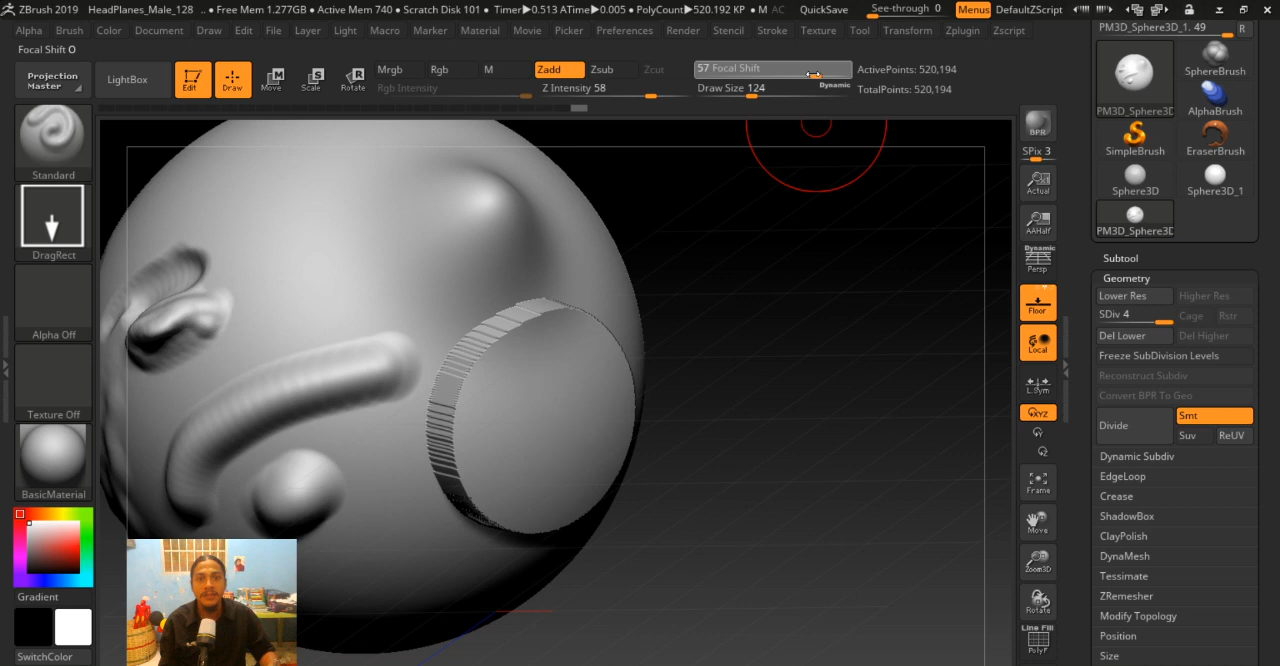 ZBrush 2019 HeadPlanes_Male_128 .. • Free Mem 1.277GB • Active Mem 740 • Scratch Disk 101 • Timer▶0.513 ATime▶0.005 • PolyCount▶520.192 KP • M AC QuickSave See-through 0 Menus DefaultZScript
Alpha Brush Color Document Draw Edit File Layer Light Macro Marker Material Movie Picker Preferences Render Stencil Stroke Texture Tool Transform Zplugin Zscript
Focal Shift O
PM3D_Sphere3D_1. 49 R
Projection Master
LightBox
Edit
Draw
Move
Scale
Rotate
Mrgb Rgb M
Rgb Intensity
Zadd Zsub Zcut
Z Intensity 58
57 Focal Shift
Draw Size 124
Dynamic
ActivePoints: 520,194
TotalPoints: 520,194
Standard
DragRect
Alpha Off
Texture Off
BasicMaterial
Gradient
SwitchColor
BPR
SPix 3
Actual
AAHalf
Dynamic
Persp
Floor
Local
L.Sym
XYZ
Y
Z
Frame
Move
Zoom3D
Rotate
Line Fill
PolyF
PM3D_Sphere3D
SphereBrush
AlphaBrush
SimpleBrush EraserBrush
Sphere3D Sphere3D_1
PM3D_Sphere3D
Subtool
Geometry
Lower Res Higher Res
SDiv 4 Cage Rstr
Del Lower Del Higher
Freeze SubDivision Levels
Reconstruct Subdiv
Convert BPR To Geo
Divide
Smt
Suv ReUV
Dynamic Subdiv
EdgeLoop
Crease
ShadowBox
ClayPolish
DynaMesh
Tessimate
ZRemesher
Modify Topology
Position
Size